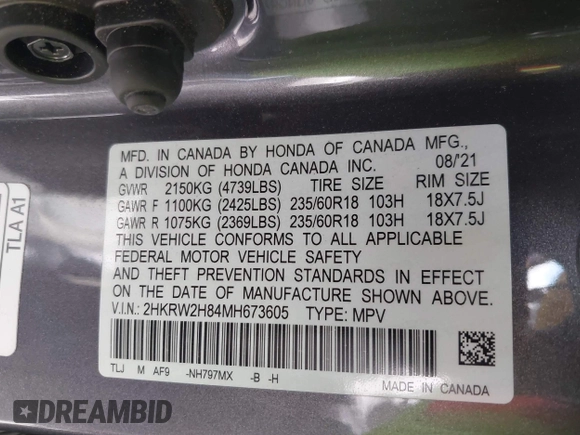 MFD. IN CANADA BY HONDA OF CANADA MFG.,
A DIVISION OF HONDA CANADA INC. 08/'21
GVWR 2150KG (4739LBS) TIRE SIZE RIM SIZE
GAWR F 1100KG (2425LBS) 235/60R18 103H 18X7.5J
GAWR R 1075KG (2369LBS) 235/60R18 103H 18X7.5J
THIS VEHICLE CONFORMS TO ALL APPLICABLE
FEDERAL MOTOR VEHICLE SAFETY
AND THEFT PREVENTION STANDARDS IN EFFECT
ON THE DATE OF MANUFACTURE SHOWN ABOVE.
V.I.N.: 2HKRW2H84MH673605 TYPE: MPV
TLJ M AF9 -NH797MX -B -H
MADE IN CANADA
TLA A1
DREAMBID